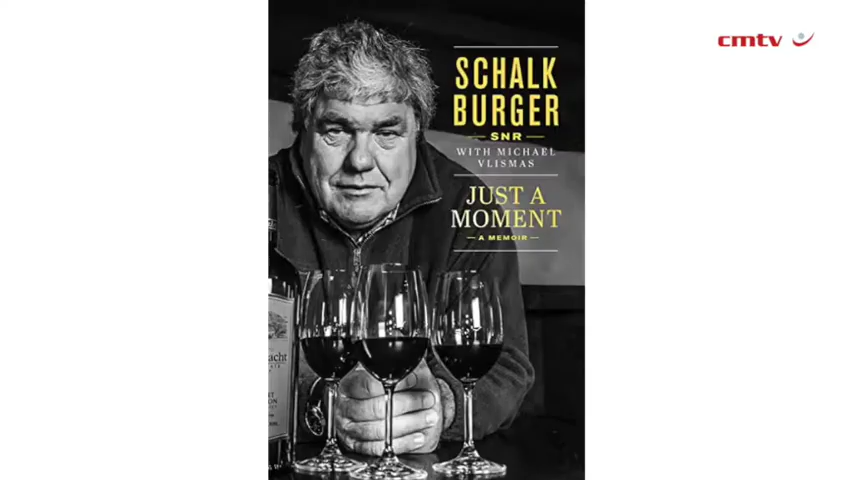 cmtv
SCHALK
BURGER
SNR
WITH MICHAEL
VLISMAS
JUST A
MOMENT
A MEMOIR